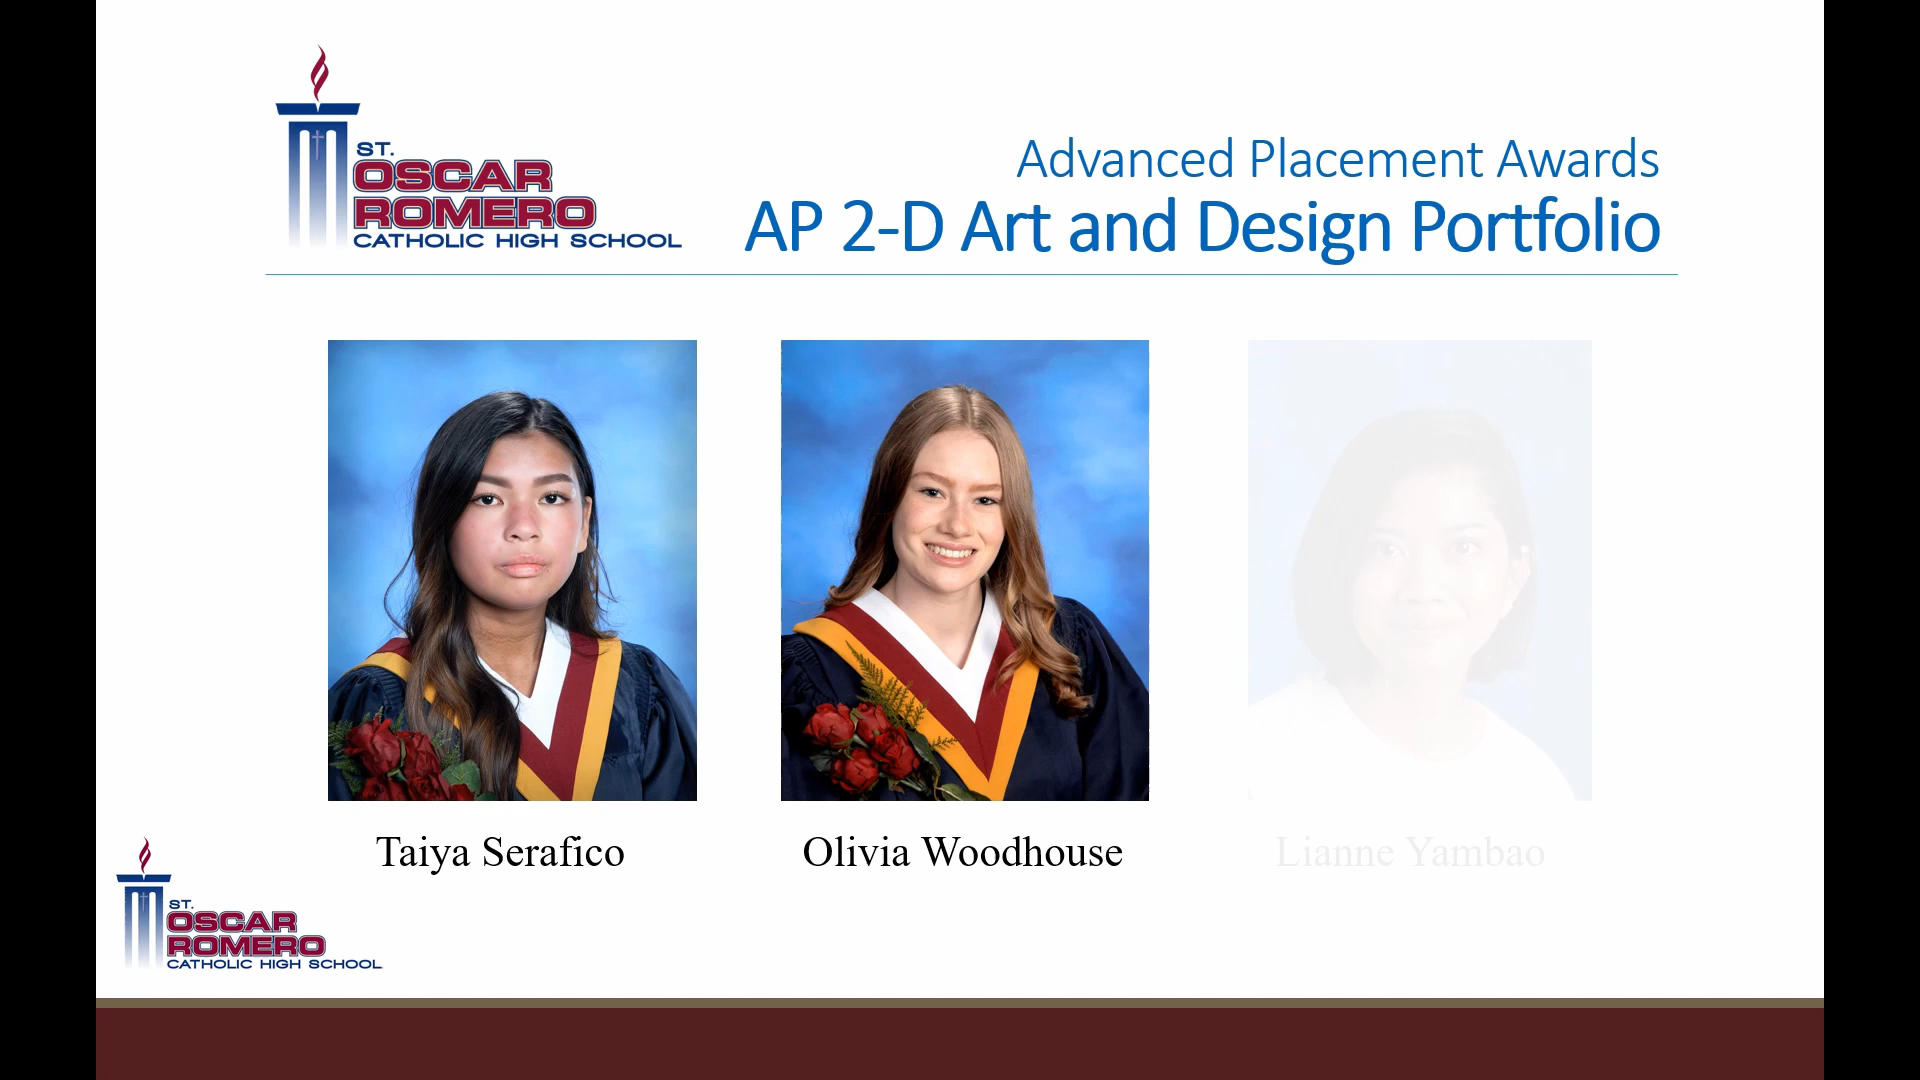 ST.
OSCAR
ROMERO
CATHOLIC HIGH SCHOOL
Advanced Placement Awards
AP 2-D Art and Design Portfolio
Taiya Serafico
Olivia Woodhouse
Lianne Yambao
ST.
OSCAR
ROMERO
CATHOLIC HIGH SCHOOL